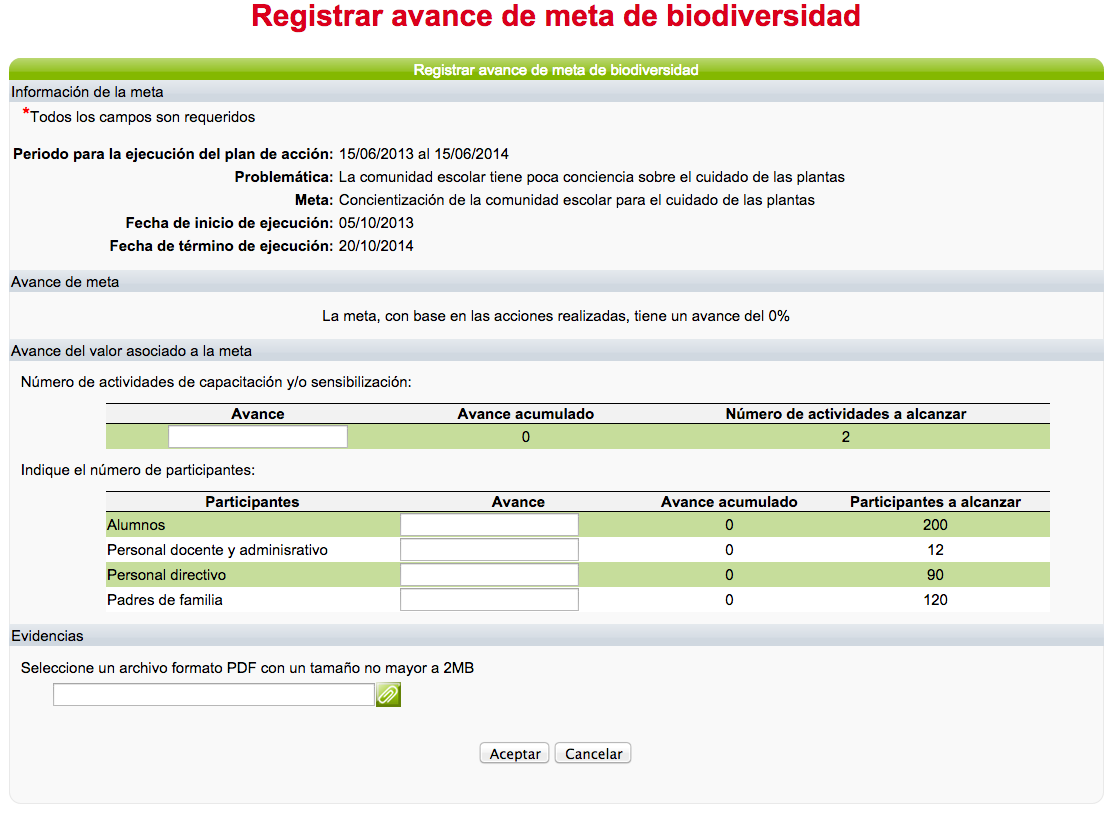 Registrar avance de meta de biodiversidad
Registrar avance de meta de biodiversidad
Información de la meta
*Todos los campos son requeridos
Periodo para la ejecución del plan de acción: 15/06/2013 al 15/06/2014
Problemática: La comunidad escolar tiene poca conciencia sobre el cuidado de las plantas
Meta: Concientización de la comunidad escolar para el cuidado de las plantas
Fecha de inicio de ejecución: 05/10/2013
Fecha de término de ejecución: 20/10/2014
Avance de meta
La meta, con base en las acciones realizadas, tiene un avance del 0%
Avance del valor asociado a la meta
Número de actividades de capacitación y/o sensibilización:
Avance Avance acumulado Número de actividades a alcanzar
0 2
Indique el número de participantes:
Participantes Avance Avance acumulado Participantes a alcanzar
Alumnos 0 200
Personal docente y adminisrativo 0 12
Personal directivo 0 90
Padres de familia 0 120
Evidencias
Seleccione un archivo formato PDF con un tamaño no mayor a 2MB
Aceptar Cancelar